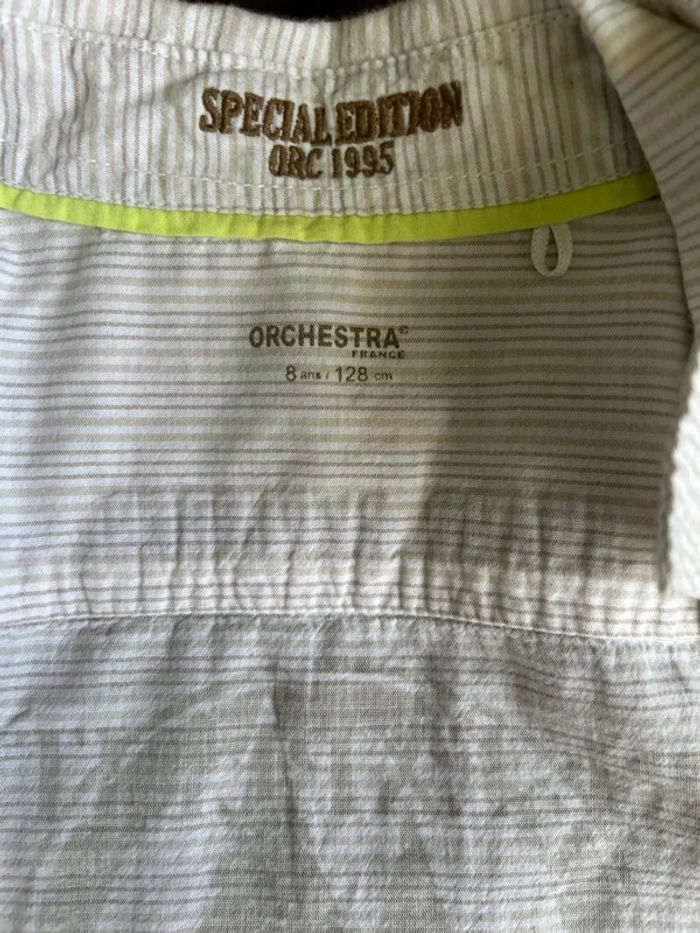 SPECIAL EDITION
ORC 1995
ORCHESTRA©
FRANCE
8 ans / 128 cm